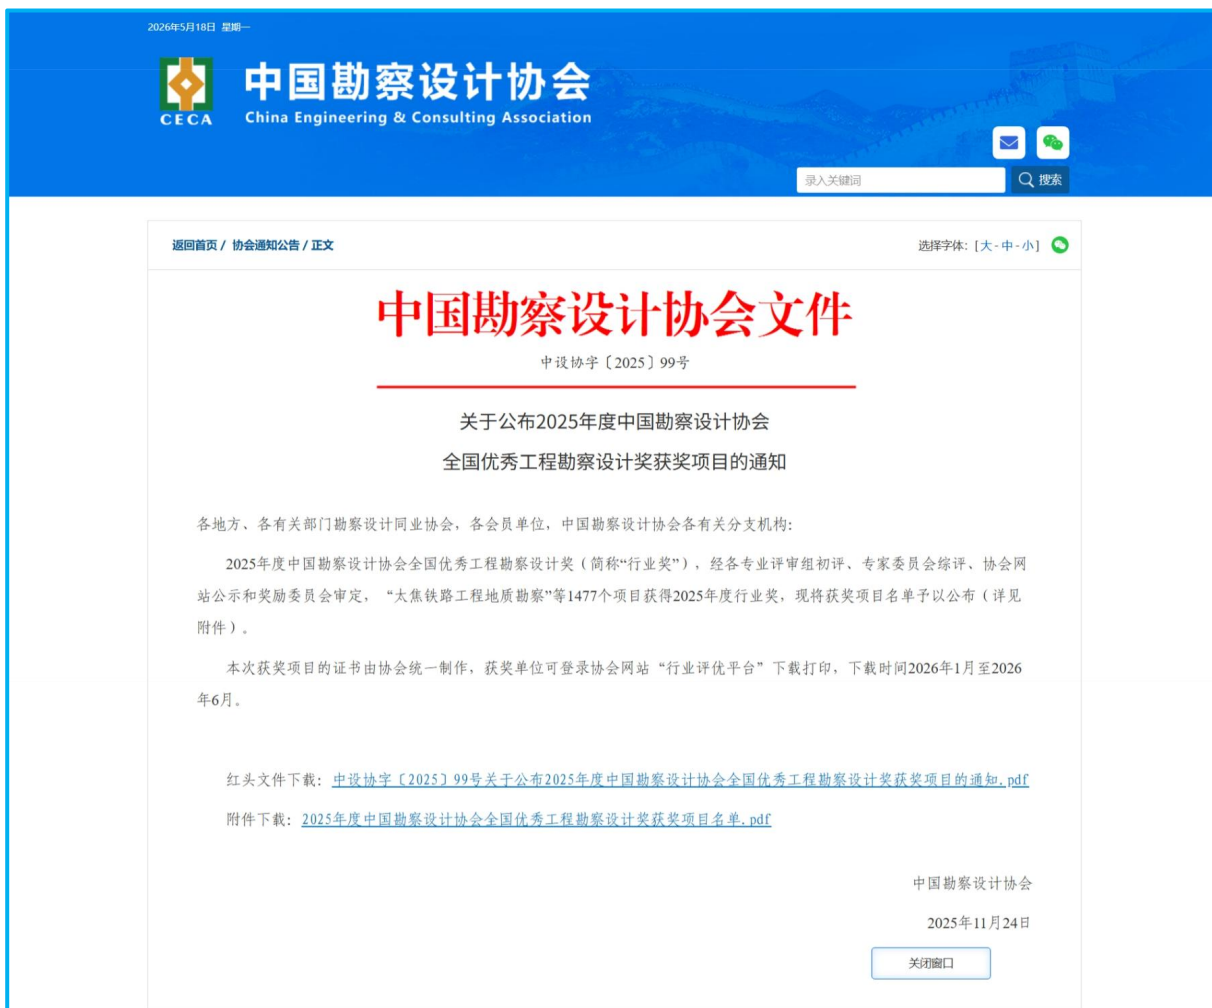 2026年5月18日 星期一
中国勘察设计协会
CECA
China Engineering & Consulting Association
录入关键词
搜索
返回首页 / 协会通知公告 / 正文
选择字体：[大 - 中 - 小]
中国勘察设计协会文件
中设协字〔2025〕99号
关于公布2025年度中国勘察设计协会
全国优秀工程勘察设计奖获奖项目的通知
各地方、各有关部门勘察设计同业协会，各会员单位，中国勘察设计协会各有关分支机构：
2025年度中国勘察设计协会全国优秀工程勘察设计奖（简称“行业奖”），经各专业评审组初评、专家委员会综评、协会网
站公示和奖励委员会审定，“太焦铁路工程地质勘察”等1477个项目获得2025年度行业奖，现将获奖项目名单予以公布（详见
附件）。
本次获奖项目的证书由协会统一制作，获奖单位可登录协会网站“行业评优平台”下载打印，下载时间2026年1月至2026
年6月。
红头文件下载：中设协字〔2025〕99号关于公布2025年度中国勘察设计协会全国优秀工程勘察设计奖获奖项目的通知.pdf
附件下载：2025年度中国勘察设计协会全国优秀工程勘察设计奖获奖项目名单.pdf
中国勘察设计协会
2025年11月24日
关闭窗口